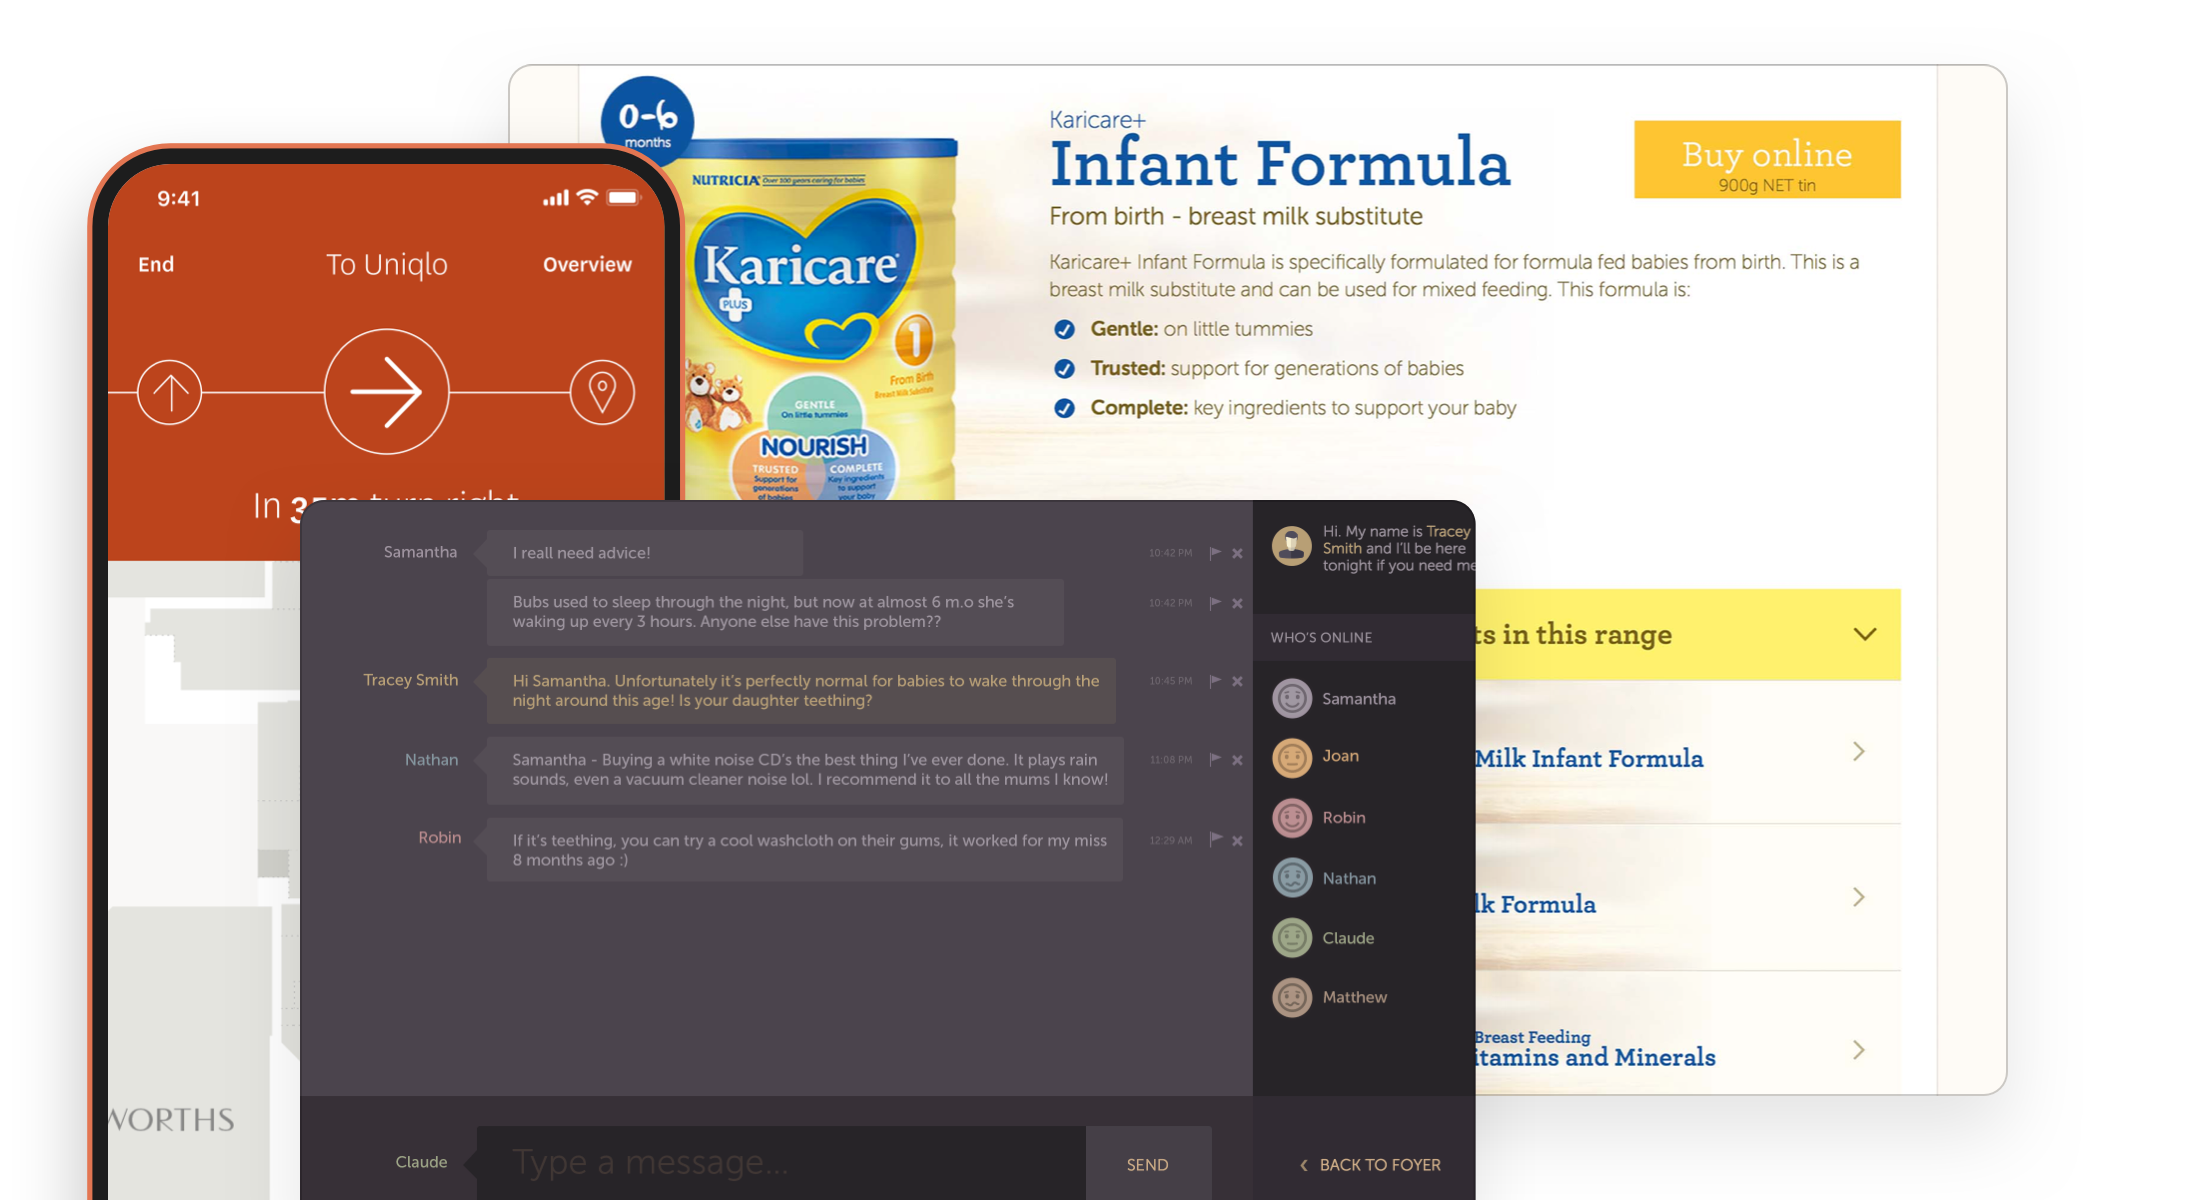 0-6
months
NUTRICIA Over 100 years caring for babies
Karicare
PLUS
1
From Birth
Breast Milk Substitute
GENTLE
On little tummies
NOURISH
TRUSTED
Support for
generations
of babies
COMPLETE
Key ingredients
to support
your baby
Karicare+
Infant Formula
From birth - breast milk substitute
Karicare+ Infant Formula is specifically formulated for formula fed babies from birth. This is a
breast milk substitute and can be used for mixed feeding. This formula is:
Gentle: on little tummies
Trusted: support for generations of babies
Complete: key ingredients to support your baby
Buy online
900g NET tin
ts in this range
Milk Infant Formula
lk Formula
Breast Feeding
itamins and Minerals
9:41
End To Uniqlo Overview
In 35m turn right
WORTHS
Samantha I reall need advice! 10:42 PM
Bubs used to sleep through the night, but now at almost 6 m.o she's 10:42 PM
waking up every 3 hours. Anyone else have this problem??
Tracey Smith Hi Samantha. Unfortunately it's perfectly normal for babies to wake through the 10:45 PM
night around this age! Is your daughter teething?
Nathan Samantha - Buying a white noise CD's the best thing I've ever done. It plays rain 11:08 PM
sounds, even a vacuum cleaner noise lol. I recommend it to all the mums I know!
Robin If it's teething, you can try a cool washcloth on their gums, it worked for my miss 12:29 AM
8 months ago :)
Hi. My name is Tracey
Smith and I'll be here
tonight if you need me
WHO'S ONLINE
Samantha
Joan
Robin
Nathan
Claude
Matthew
Claude Type a message... SEND
‹ BACK TO FOYER